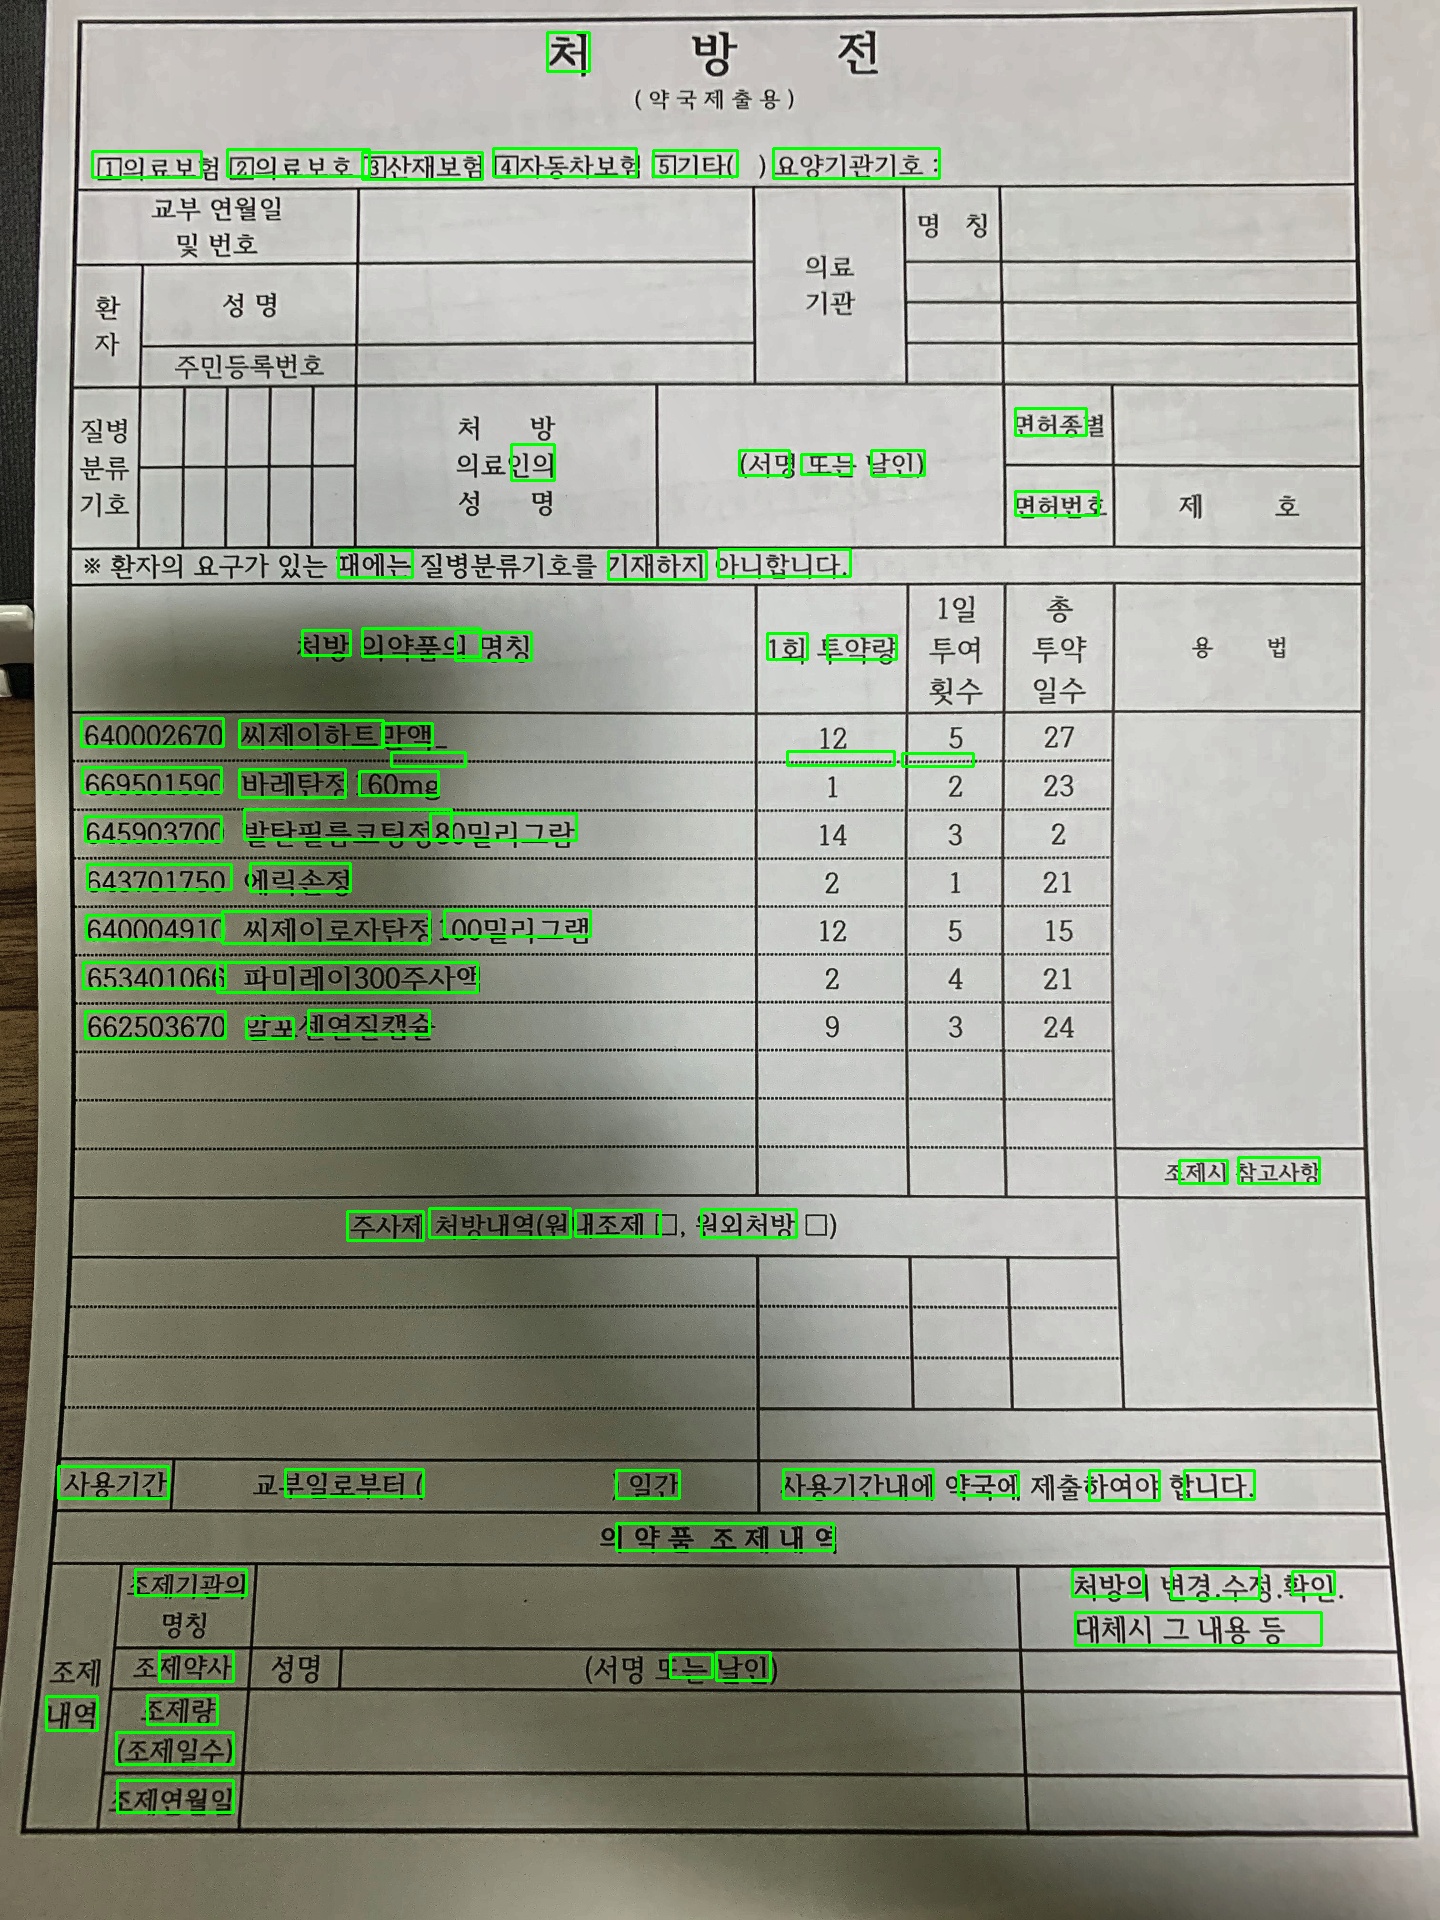 처 방 전
(약국제출용)
1의료보험 2의료보호 3산재보험 4자동차보험 5기타( ) 요양기관기호 :
교부 연월일
및 번호
의료
기관
명 칭
환
자
성 명
주민등록번호
질병
분류
기호
처 방
의료인의
성 명
(서명 또는 날인)
면허종별
면허번호
제 호
※ 환자의 요구가 있는 때에는 질병분류기호를 기재하지 아니합니다.
처방 의약품의 명칭
1회 투약량
1일
투여
횟수
총
투약
일수
용 법
640002670 씨제이하트만액_ 12 5 27
669501590 바레탄정 160mg 1 2 23
645903700 발탄필름코팅정80밀리그람 14 3 2
643701750 에릭손정 2 1 21
640004910 씨제이로자탄정 100밀리그램 12 5 15
653401066 파미레이300주사액 2 4 21
662503670 알포센연질캡슐 9 3 24
조제시 참고사항
주사제 처방내역(원내조제 □, 원외처방 □)
사용기간 교부일로부터 ( ) 일간 사용기간내에 약국에 제출하여야 합니다.
의 약 품 조 제 내 역
조제
내역
조제기관의
명칭
처방의 변경.수정.확인.
대체시 그 내용 등
조제약사 성명 (서명 또는 날인)
조제량
(조제일수)
조제연월일